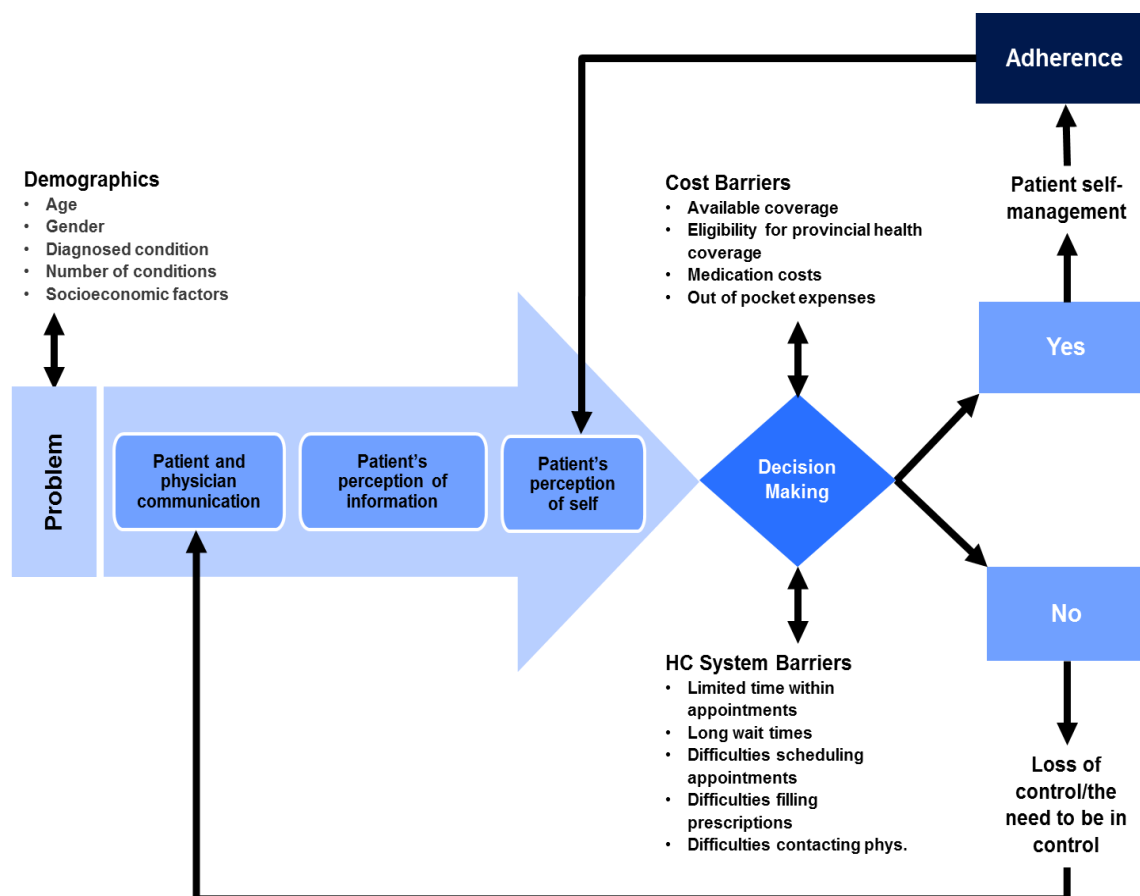 Adherence
Demographics
• Age
• Gender
• Diagnosed condition
• Number of conditions
• Socioeconomic factors
Cost Barriers
• Available coverage
• Eligibility for provincial health
coverage
• Medication costs
• Out of pocket expenses
Patient self-
management
Yes
Problem
Patient and
physician
communication
Patient's
perception of
information
Patient's
perception
of self
Decision
Making
No
HC System Barriers
• Limited time within
appointments
• Long wait times
• Difficulties scheduling
appointments
• Difficulties filling
prescriptions
• Difficulties contacting phys.
Loss of
control/the
need to be in
control